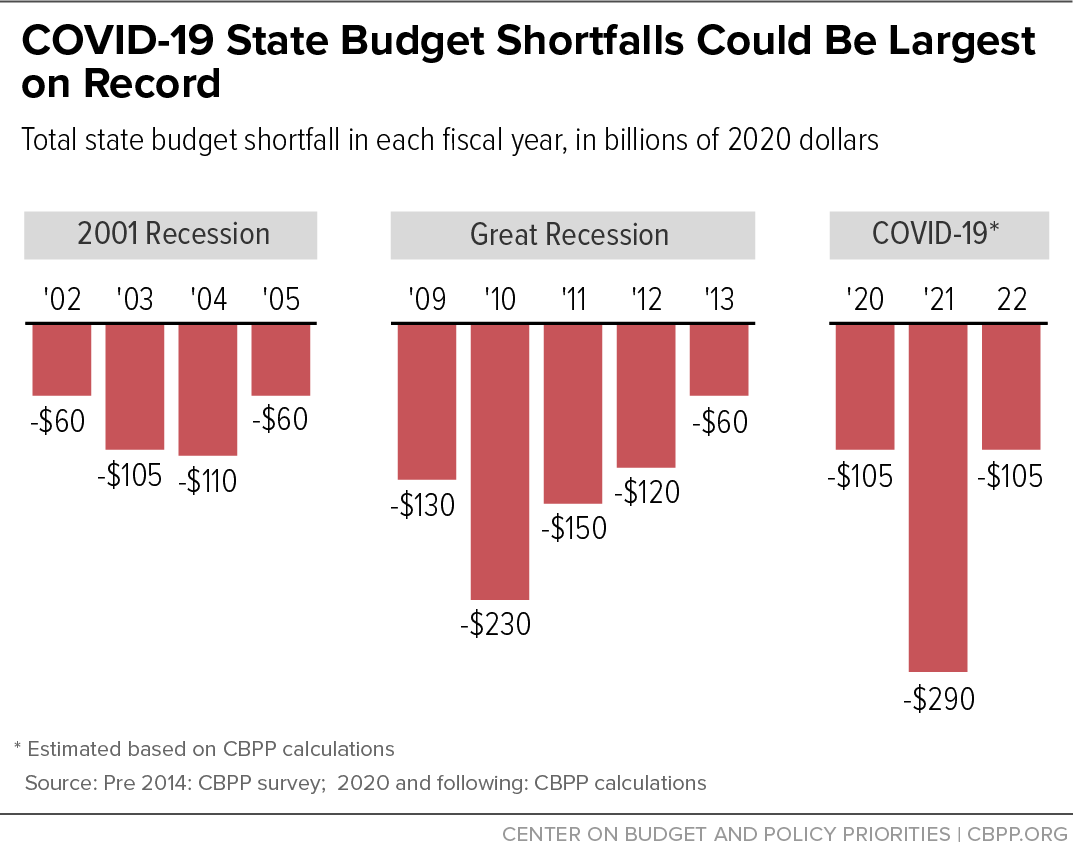 COVID-19 State Budget Shortfalls Could Be Largest
on Record
Total state budget shortfall in each fiscal year, in billions of 2020 dollars
2001 Recession
'02 '03 '04 '05
-$60 -$105 -$110 -$60
Great Recession
'09 '10 '11 '12 '13
-$130 -$230 -$150 -$120 -$60
COVID-19*
'20 '21 22
-$105 -$290 -$105
* Estimated based on CBPP calculations
Source: Pre 2014: CBPP survey;  2020 and following: CBPP calculations
CENTER ON BUDGET AND POLICY PRIORITIES | CBPP.ORG